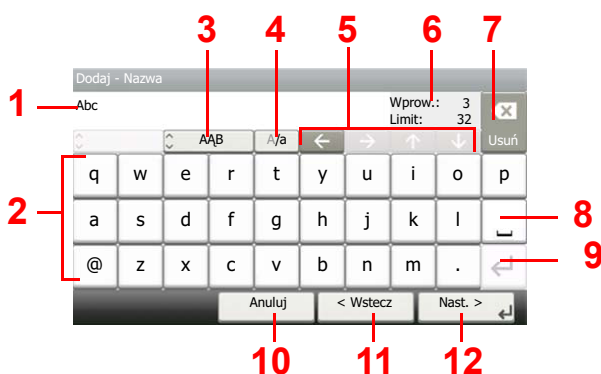 3 4 5 6 7
Dodaj - Nazwa
1 Abc Wprow.: 3
Limit: 32
AĄB A/a ← → ↑ ↓ Usuń
2 q w e r t y u i o p
a s d f g h j k l 8
@ z x c v b n m . 9
Anuluj < Wstecz Nast. >
10 11 12